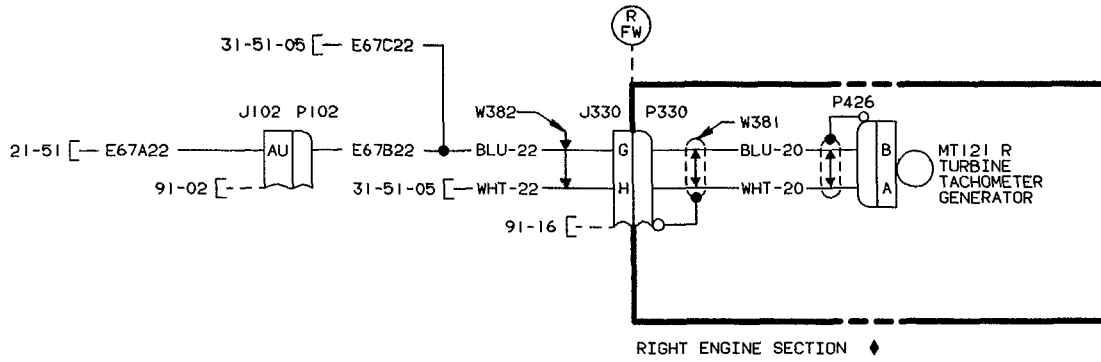 R
FW
31-51-05 E67C22
J102 P102
W382
J330 P330
W381
P426
21-51 E67A22
AU
E67B22
BLU-22
G
BLU-20
B
MT121 R
TURBINE
TACHOMETER
GENERATOR
91-02
31-51-05
WHT-22
H
WHT-20
A
91-16
RIGHT ENGINE SECTION ♦